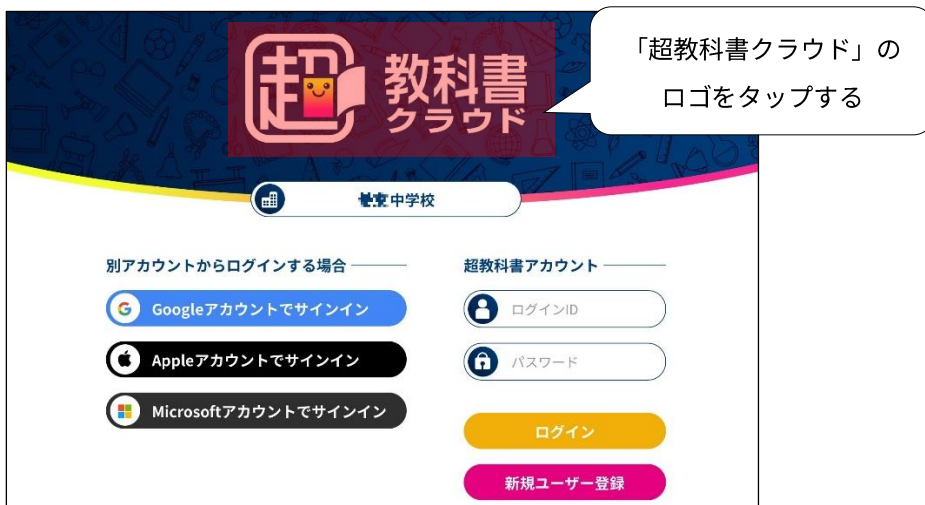 超
教科書
クラウド
「超教科書クラウド」の
ロゴをタップする
中学校
別アカウントからログインする場合
Googleアカウントでサインイン
Appleアカウントでサインイン
Microsoftアカウントでサインイン
超教科書アカウント
ログインID
パスワード
ログイン
新規ユーザー登録